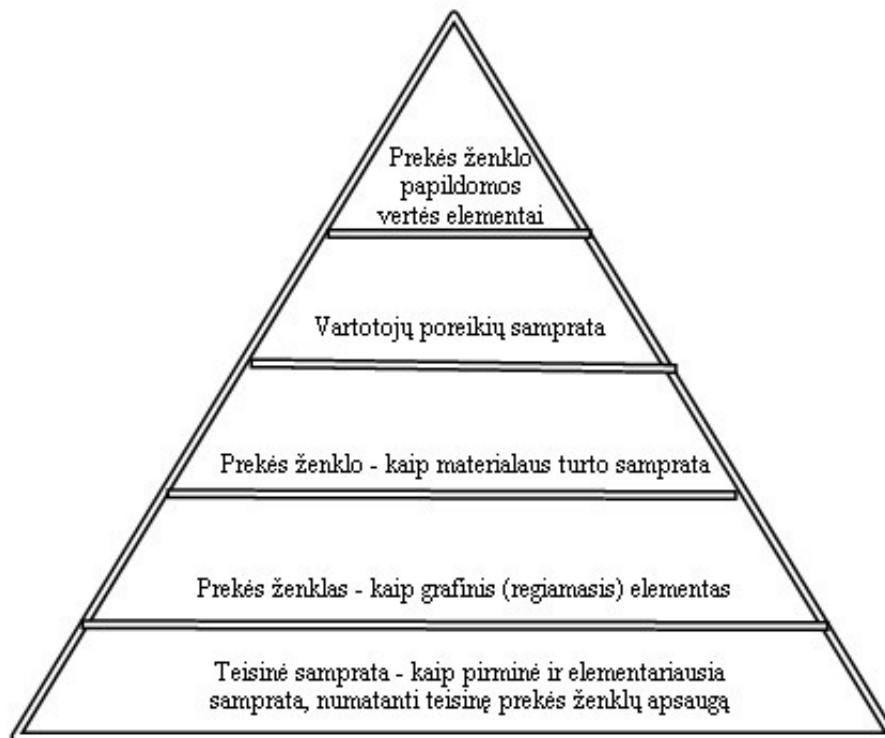 Prekės ženklo
papildomos
vertės elementai
Vartotojų poreikių samprata
Prekės ženklo - kaip materialaus turto samprata
Prekės ženklas - kaip grafinis (regiamasis) elementas
Teisinė samprata - kaip pirminė ir elementariausia
samprata, numatanti teisinę prekės ženklų apsaugą